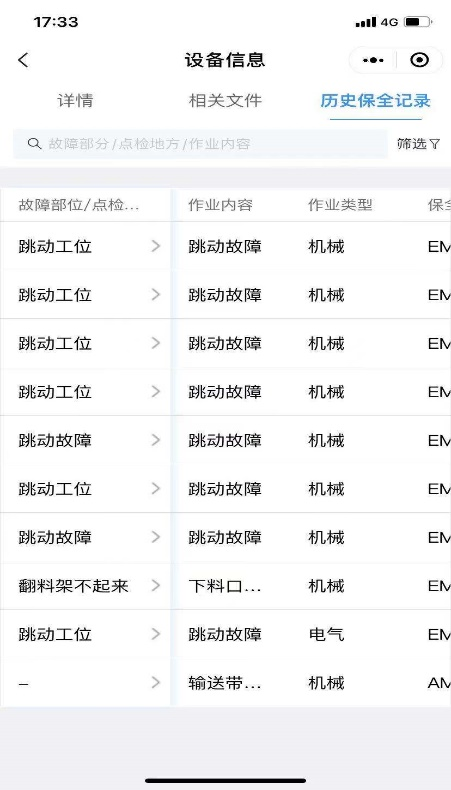 17:33 4G
设备信息
详情 相关文件 历史保全记录
故障部分/点检地方/作业内容 筛选
故障部位/点检... 作业内容 作业类型 保全
跳动工位 跳动故障 机械 EM
跳动工位 跳动故障 机械 EM
跳动工位 跳动故障 机械 EM
跳动工位 跳动故障 机械 EM
跳动故障 跳动故障 机械 EM
跳动工位 跳动故障 机械 EM
跳动故障 跳动故障 机械 EM
翻料架不起来 下料口... 机械 EM
跳动工位 跳动故障 电气 EM
– 输送带... 机械 AM